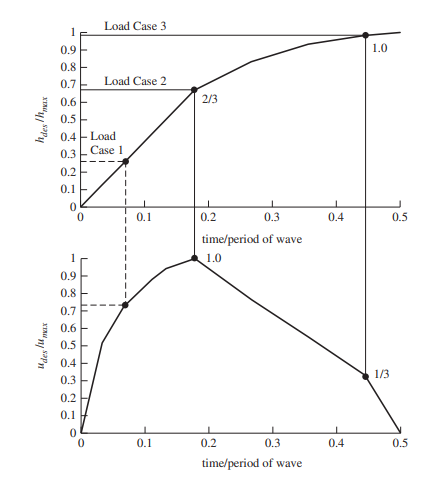 Load Case 3
1
0.9
1.0
0.8
Load Case 2
0.7
2/3
0.6
h_des/h_max
0.5
0.4
Load
Case 1
0.3
0.2
0.1
0
0 0.1 0.2 0.3 0.4 0.5
time/period of wave
1
1.0
0.9
0.8
0.7
0.6
u_des/u_max
0.5
0.4
1/3
0.3
0.2
0.1
0
0 0.1 0.2 0.3 0.4 0.5
time/period of wave